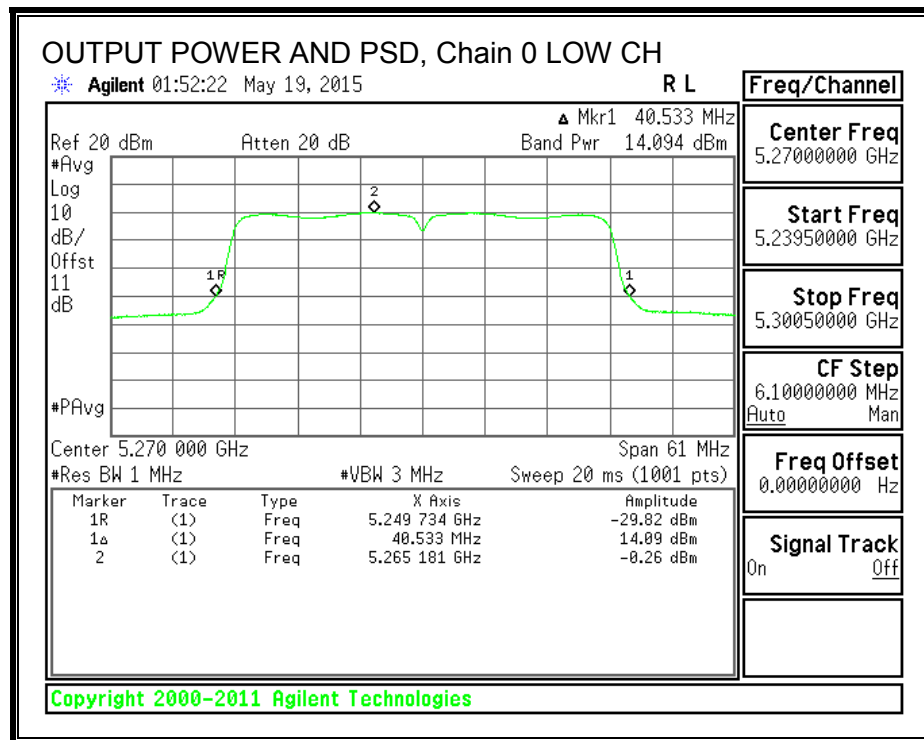 OUTPUT POWER AND PSD, Chain 0 LOW CH
Agilent 01:52:22 May 19, 2015 R L
Δ Mkr1 40.533 MHz
Ref 20 dBm Atten 20 dB Band Pwr 14.094 dBm
#Avg
Log
10
dB/
Offst
11
dB
#PAvg
2
1R
1
Center 5.270 000 GHz Span 61 MHz
#Res BW 1 MHz #VBW 3 MHz Sweep 20 ms (1001 pts)
Marker Trace Type X Axis Amplitude
1R (1) Freq 5.249 734 GHz -29.82 dBm
1Δ (1) Freq 40.533 MHz 14.09 dBm
2 (1) Freq 5.265 181 GHz -0.26 dBm
Freq/Channel
Center Freq
5.27000000 GHz
Start Freq
5.23950000 GHz
Stop Freq
5.30050000 GHz
CF Step
6.10000000 MHz
Auto Man
Freq Offset
0.00000000 Hz
Signal Track
On Off
Copyright 2000-2011 Agilent Technologies